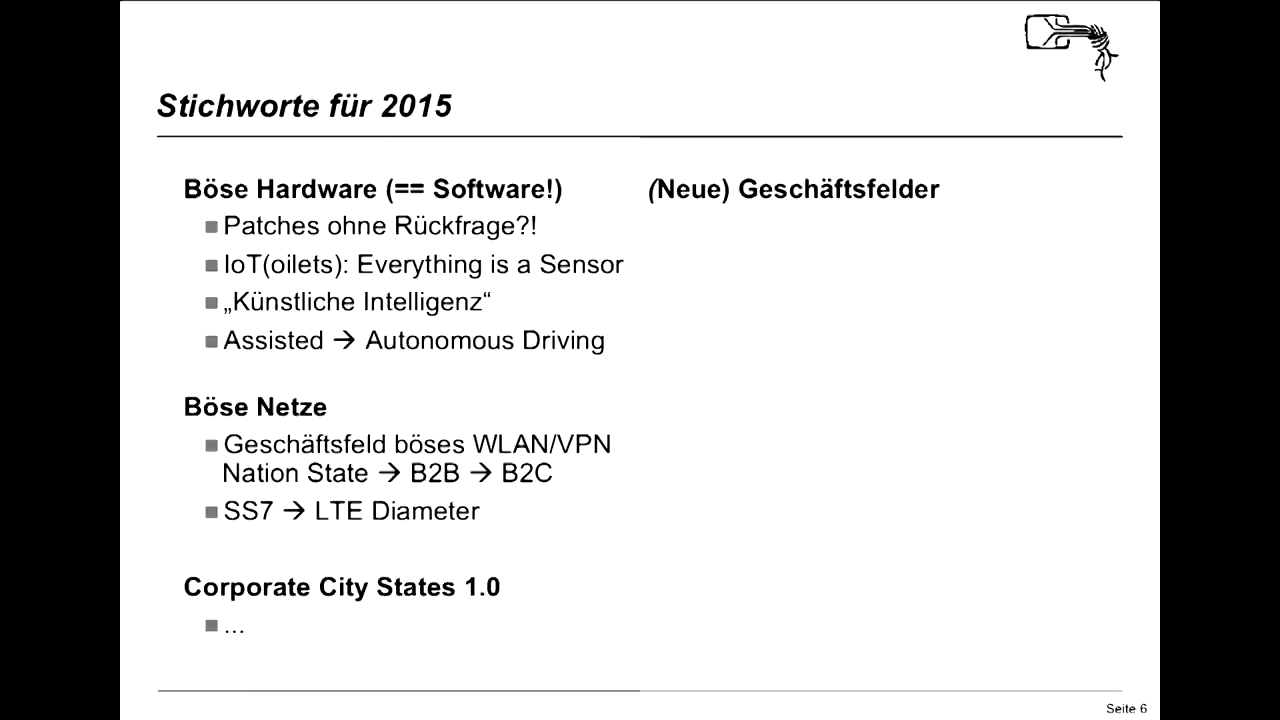 Stichworte für 2015
Böse Hardware (== Software!)
Patches ohne Rückfrage?!
IoT(oilets): Everything is a Sensor
„Künstliche Intelligenz“
Assisted → Autonomous Driving
Böse Netze
Geschäftsfeld böses WLAN/VPN
Nation State → B2B → B2C
SS7 → LTE Diameter
Corporate City States 1.0
...
(Neue) Geschäftsfelder
Seite 6